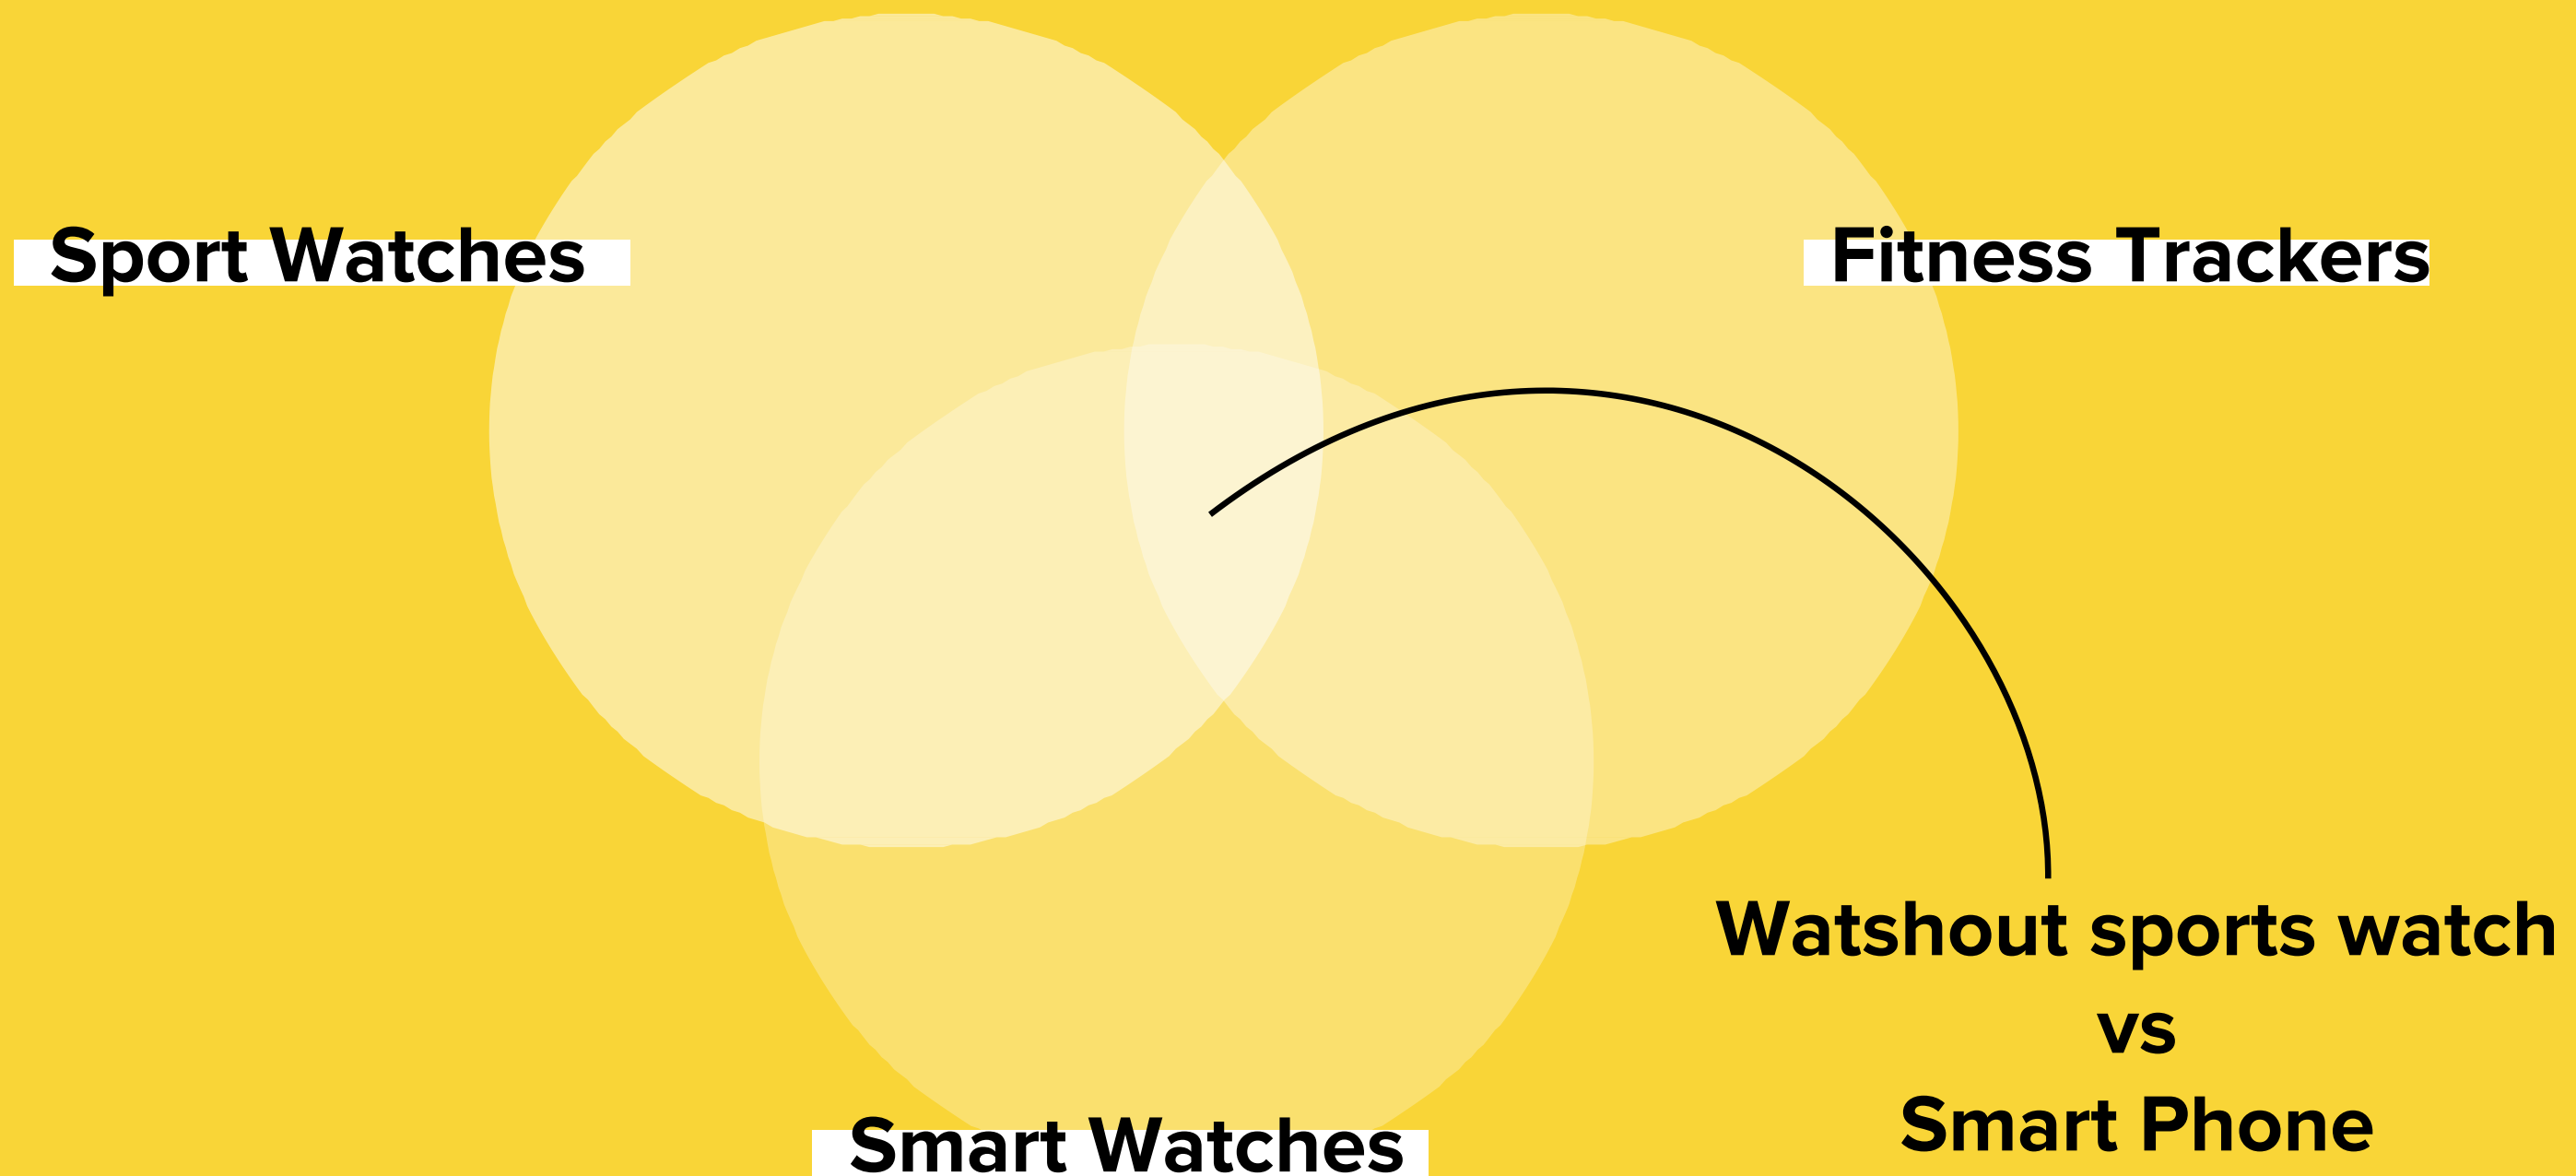 Sport Watches
Fitness Trackers
Watshout sports watch
vs
Smart Phone
Smart Watches